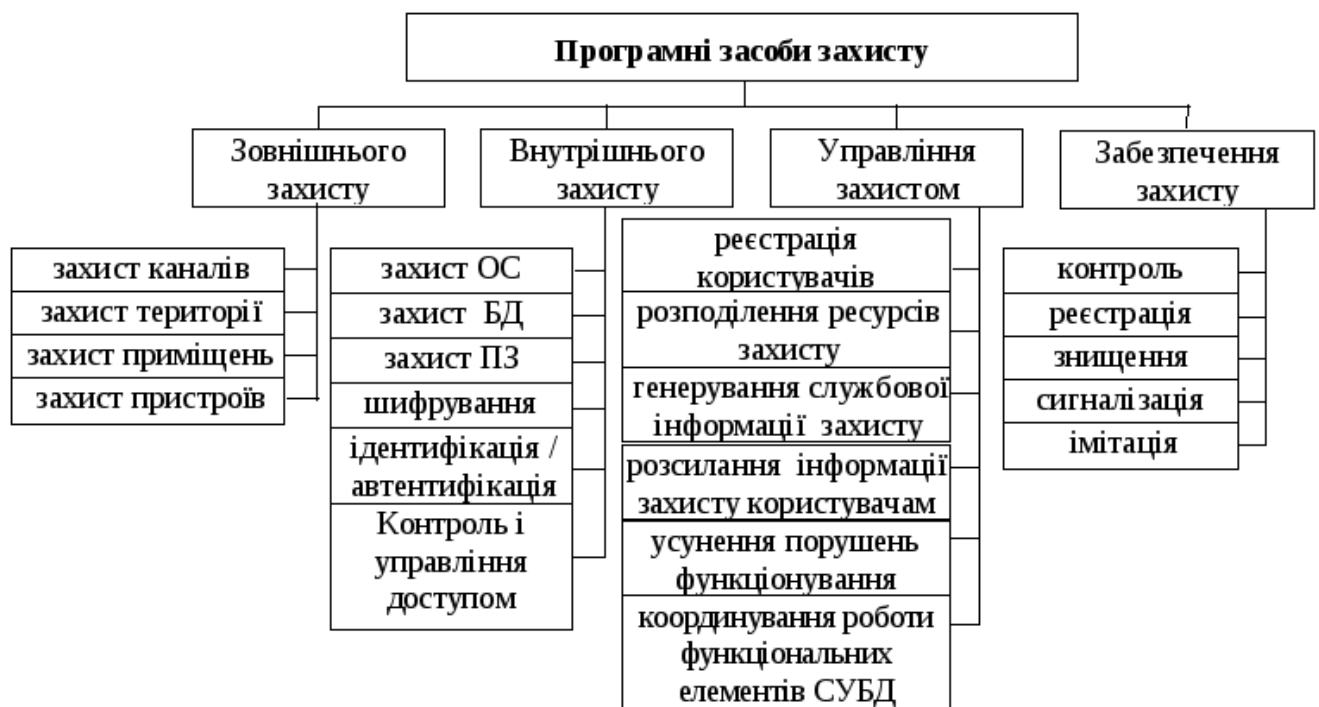 Програмні засоби захисту
Зовнішнього
захисту
Внутрішнього
захисту
Управління
захистом
Забезпечення
захисту
захист каналів
захист території
захист приміщень
захист пристроїв
захист ОС
захист БД
захист ПЗ
шифрування
ідентифікація /
автентифікація
Контроль і
управління
доступом
реєстрація
користувачів
розподілення ресурсів
захисту
генерування службової
інформації захисту
розсилання інформації
захисту користувачам
усунення порушень
функціонування
координування роботи
функціональних
елементів СУБД
контроль
реєстрація
знищення
сигналізація
імітація